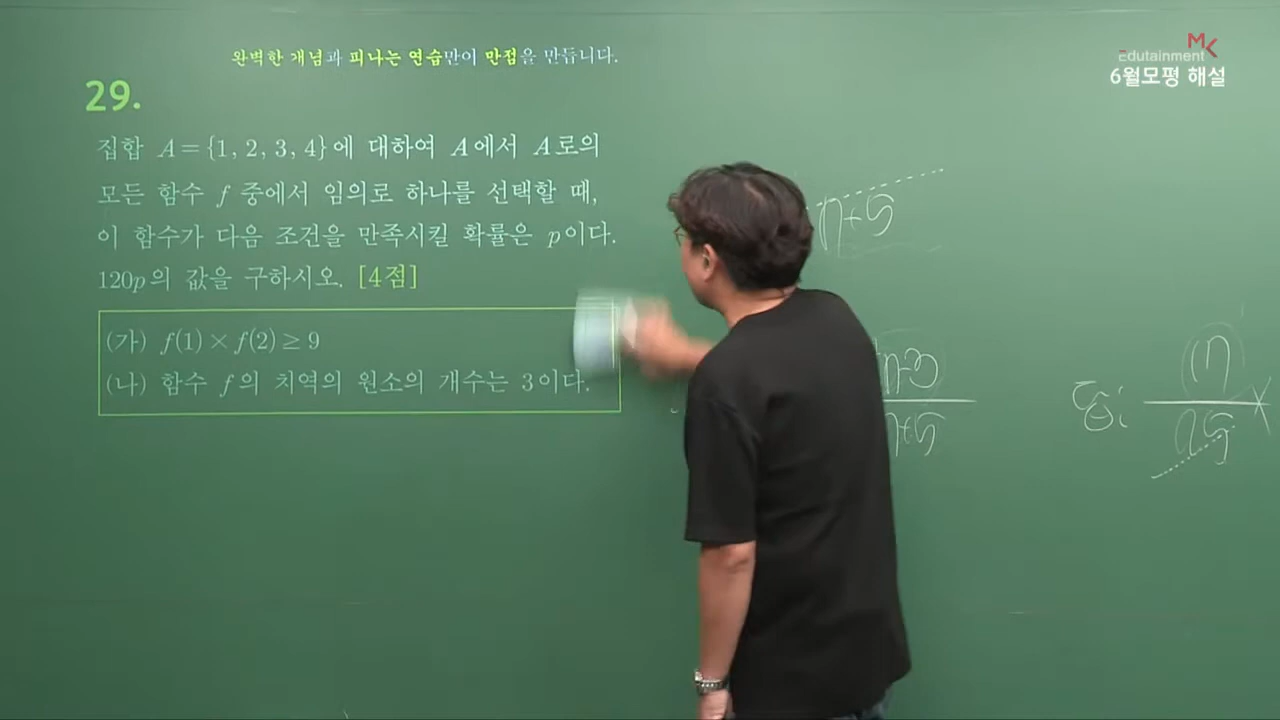 완벽한 개념과 피나는 연습만이 만점을 만듭니다.
MK
Edutainment
6월모평 해설
29.
집합 A={1, 2, 3, 4}에 대하여 A에서 A로의
모든 함수 f 중에서 임의로 하나를 선택할 때,
이 함수가 다음 조건을 만족시킬 확률은 p이다.
120p의 값을 구하시오. [4점]
(가) f(1)×f(2)≥9
(나) 함수 f의 치역의 원소의 개수는 3이다.
n+5
n+5